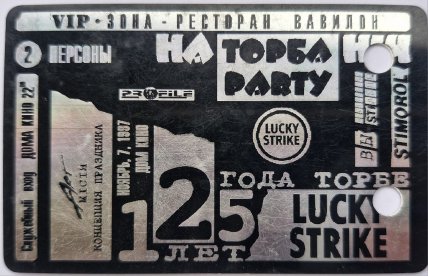 VIP - ЗОНА - РЕСТОРАН ВАВИЛОН
2 ПЕРСОНЫ
НА ТОРБА
PARTY
PROFILE
LUCKY
STRIKE
STIMOROL
Служебный вход ДОМА КИНО 22
КОНЦЕПЦИЯ ПРАЗДНИКА
НОЯБРЬ, 7, 1997
ДОМ КИНО
125
ГОДА ТОРБЕ
ЛЕТ
LUCKY
STRIKE